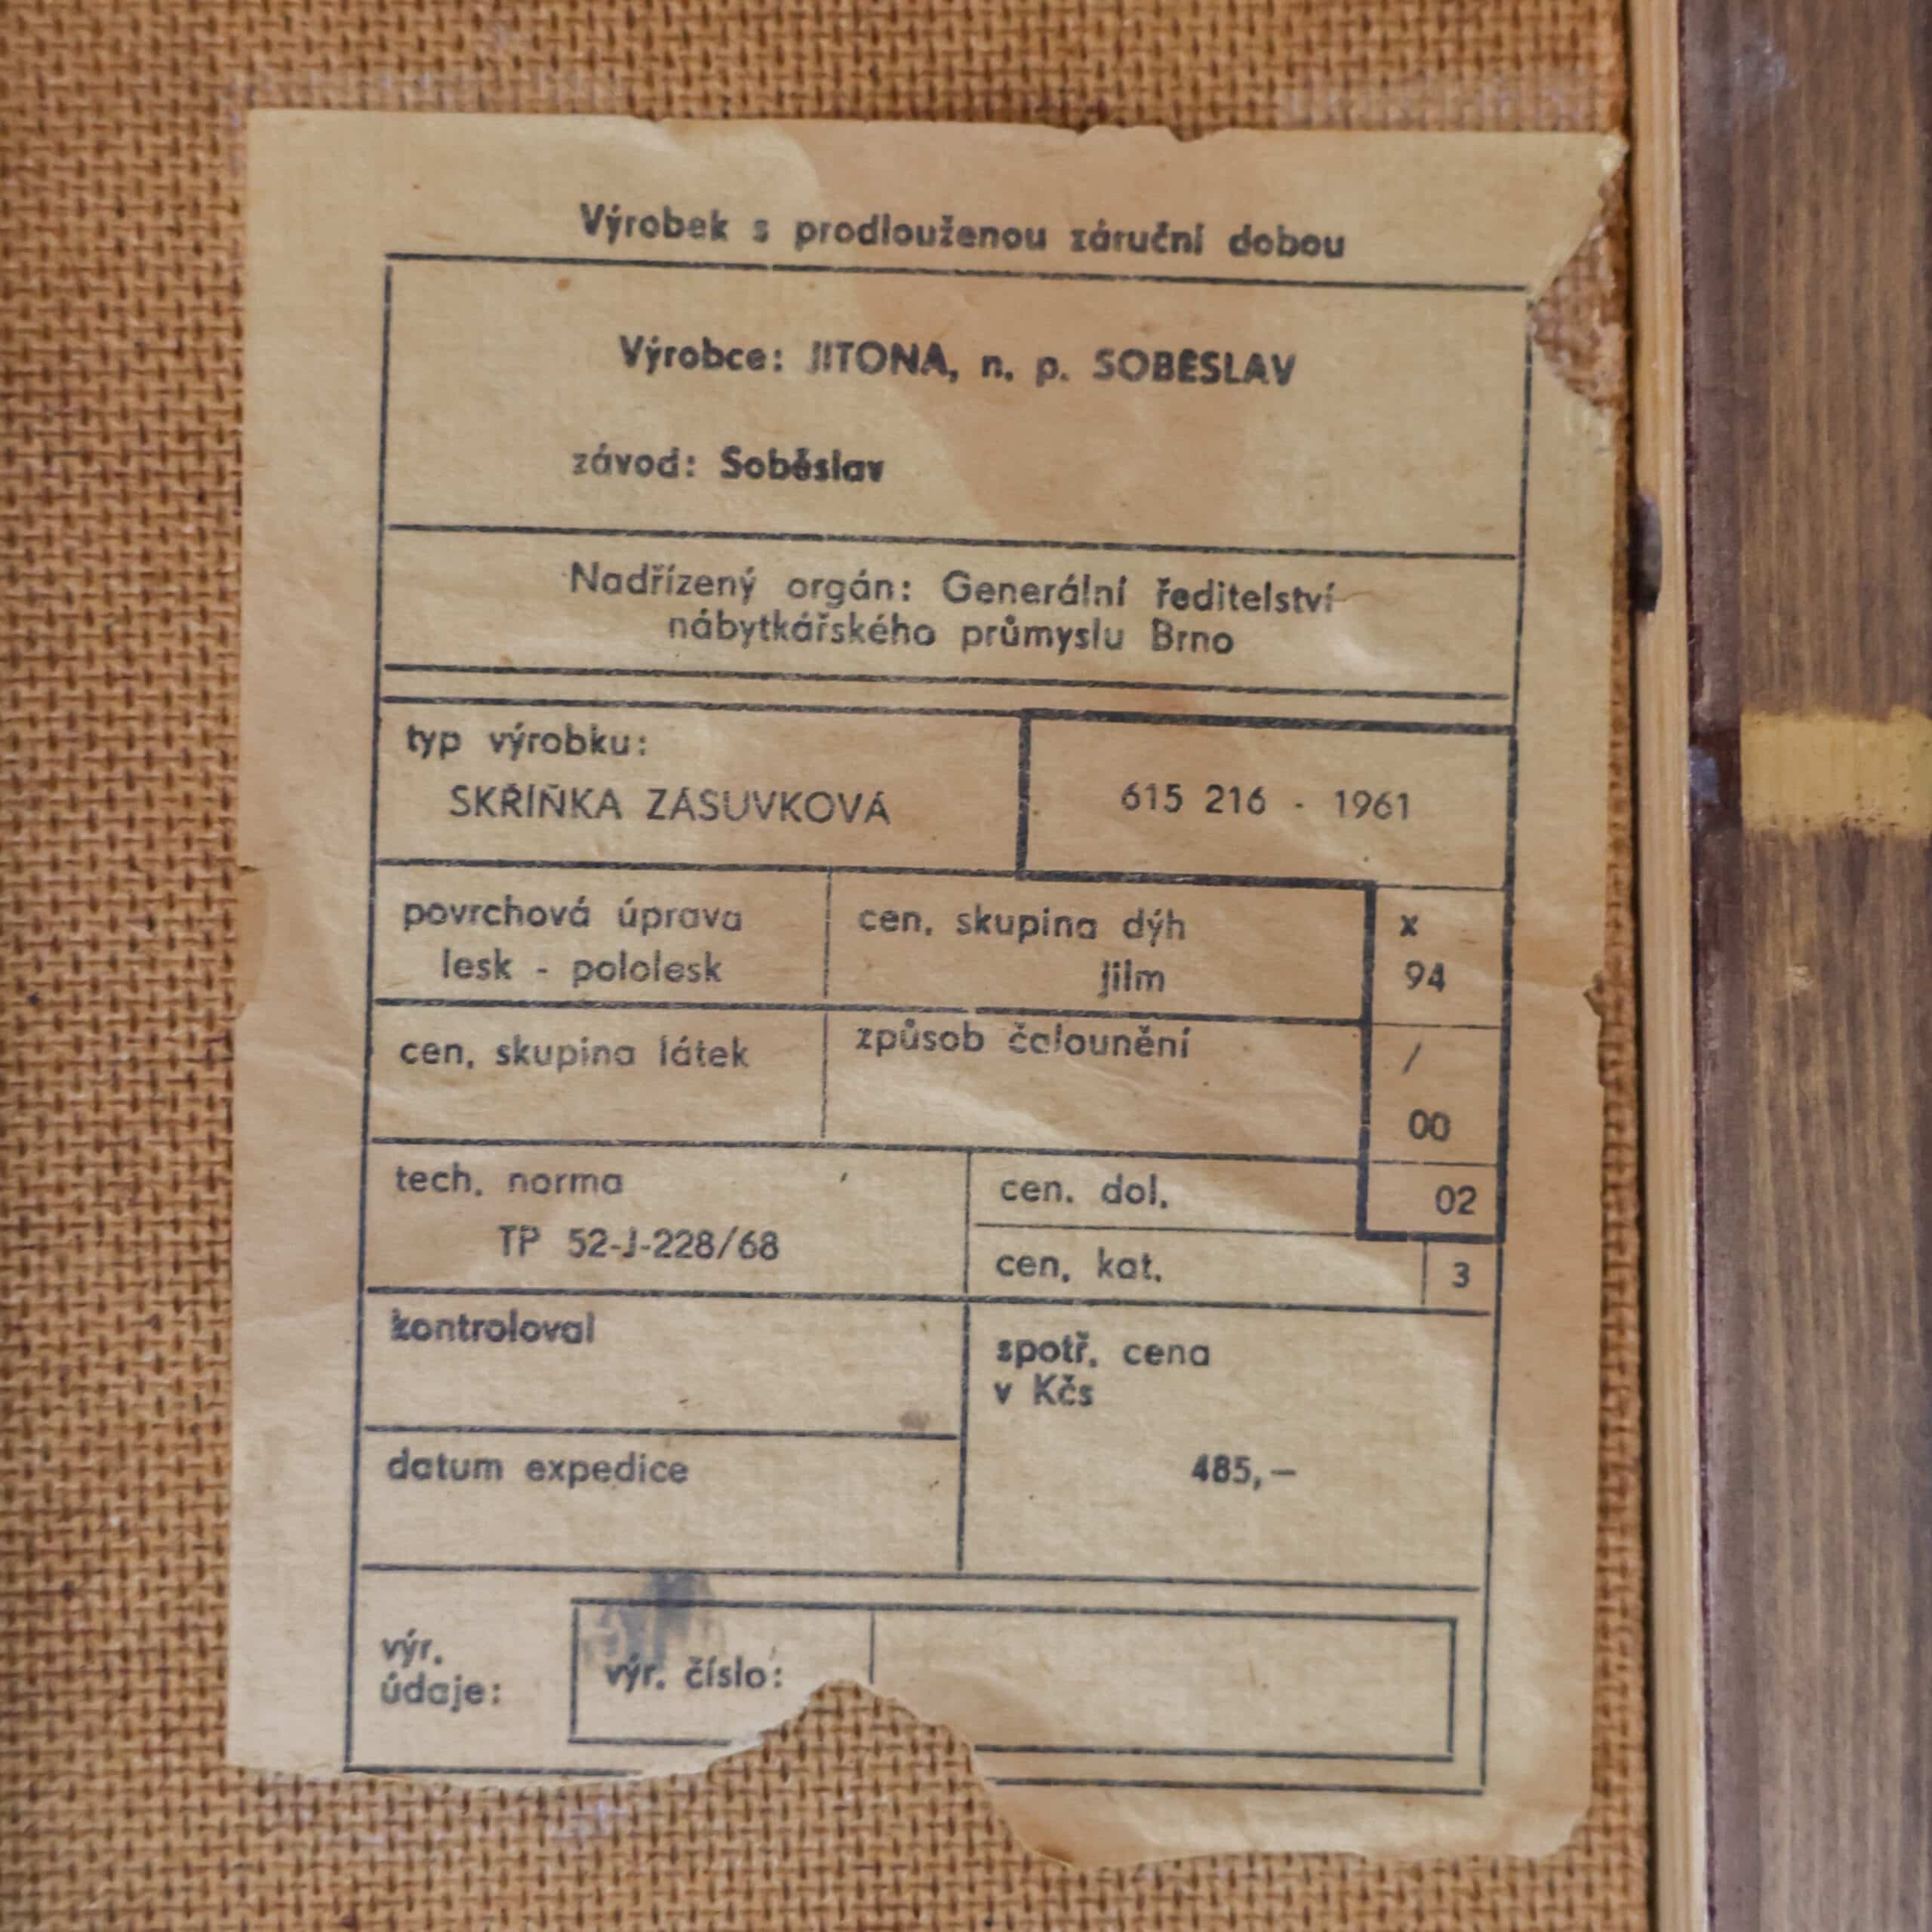 Výrobek s prodlouženou záruční dobou
Výrobce: JITONA, n. p. SOBĚSLAV
závod: Soběslav
Nadřízený orgán: Generální ředitelství
nábytkářského průmyslu Brno
typ výrobku:
SKŘÍŇKA ZÁSUVKOVÁ
615 216 - 1961
povrchová úprava
lesk - pololesk
cen. skupina dýh
jilm
x
94
cen. skupina látek
způsob čalounění
/
00
tech. norma
TP 52-J-228/68
cen. dol.
02
cen. kat.
3
kontroloval
spotř. cena
v Kčs
485,—
datum expedice
výr.
údaje:
výr. číslo: